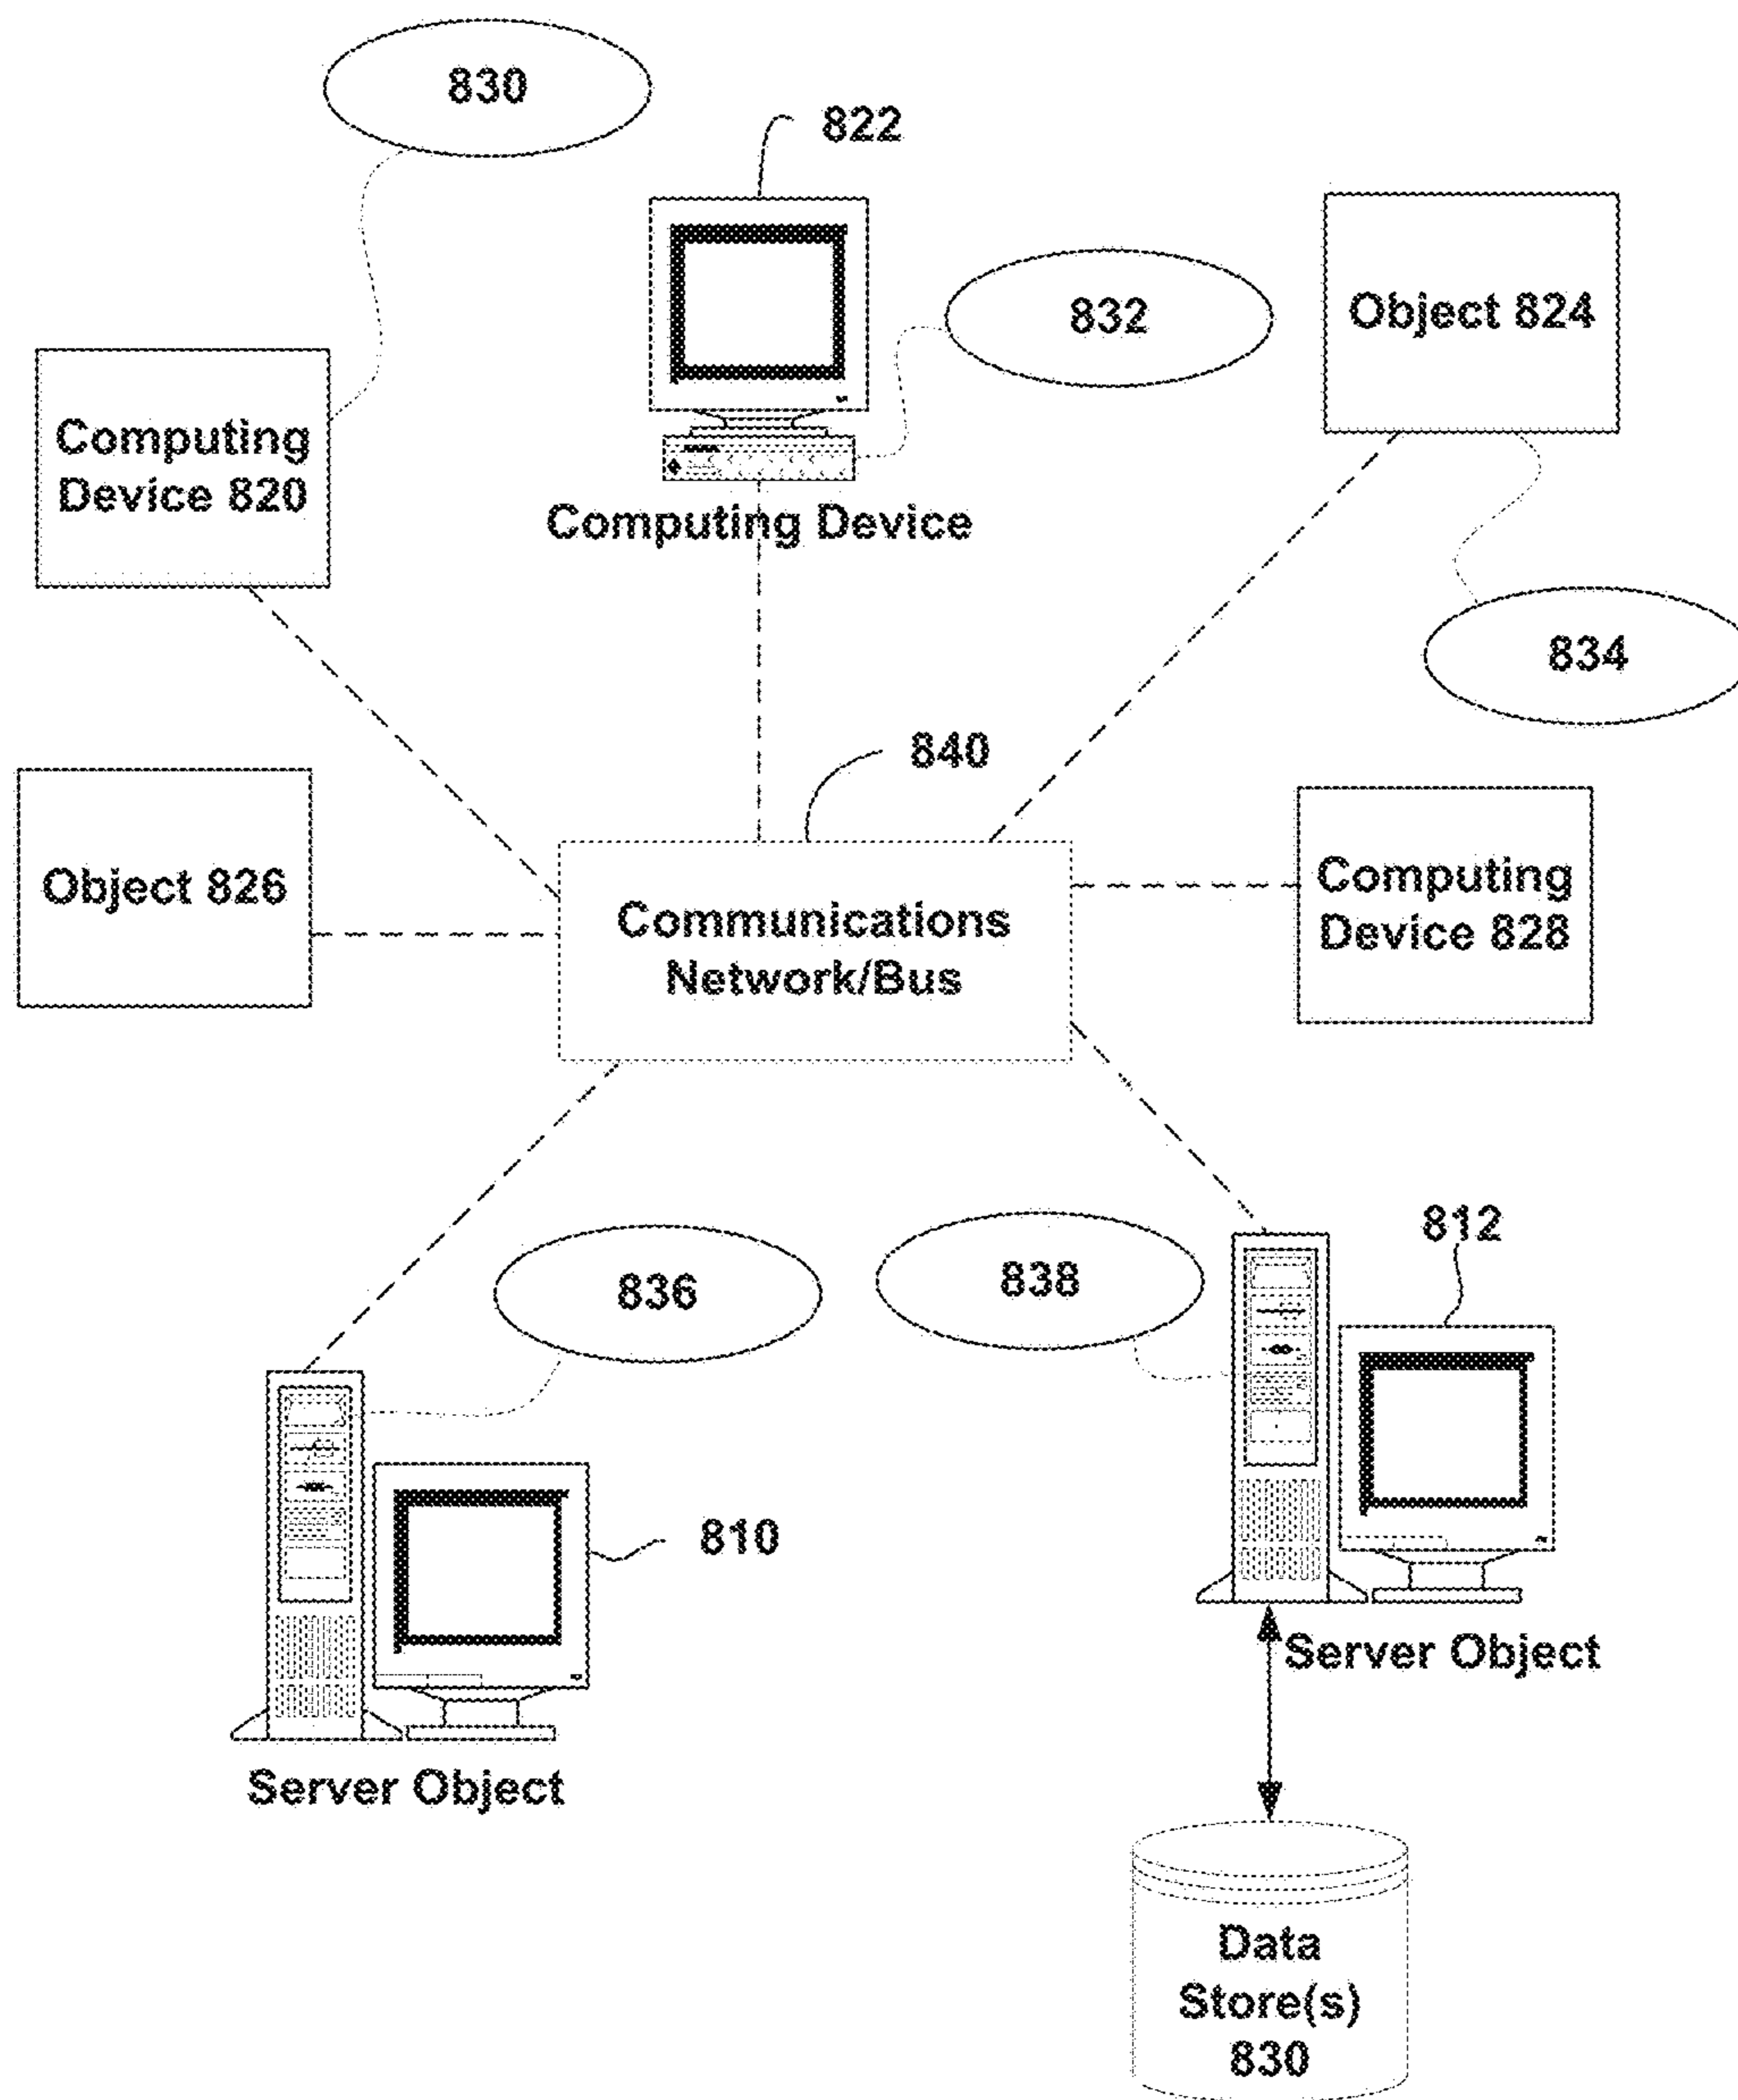 830
822
832
Object 824
Computing
Device 820
Computing Device
834
840
Object 826
Computing
Device 828
Communications
Network/Bus
812
836
838
810
Server Object
Server Object
Data
Store(s)
830